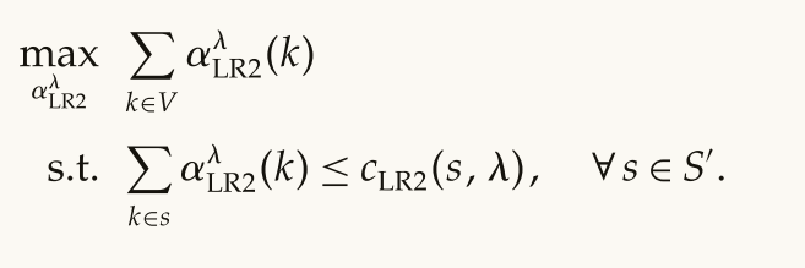 max_{α^λ_{LR2}} ∑_{k∈V} α^λ_{LR2}(k)
s.t. ∑_{k∈s} α^λ_{LR2}(k) ≤ c_{LR2}(s, λ), ∀ s ∈ S′.